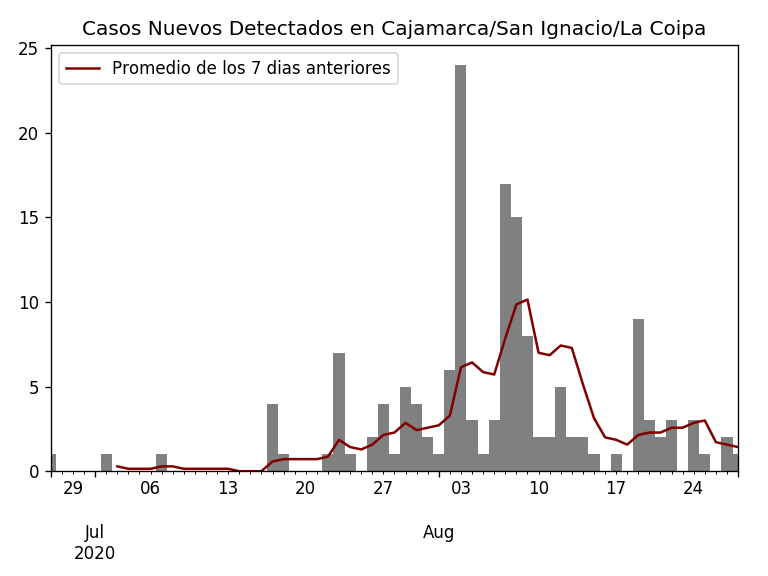 Casos Nuevos Detectados en Cajamarca/San Ignacio/La Coipa
Promedio de los 7 dias anteriores
25
20
15
10
5
0
29 06 13 20 27 03 10 17 24
Jul Aug
2020